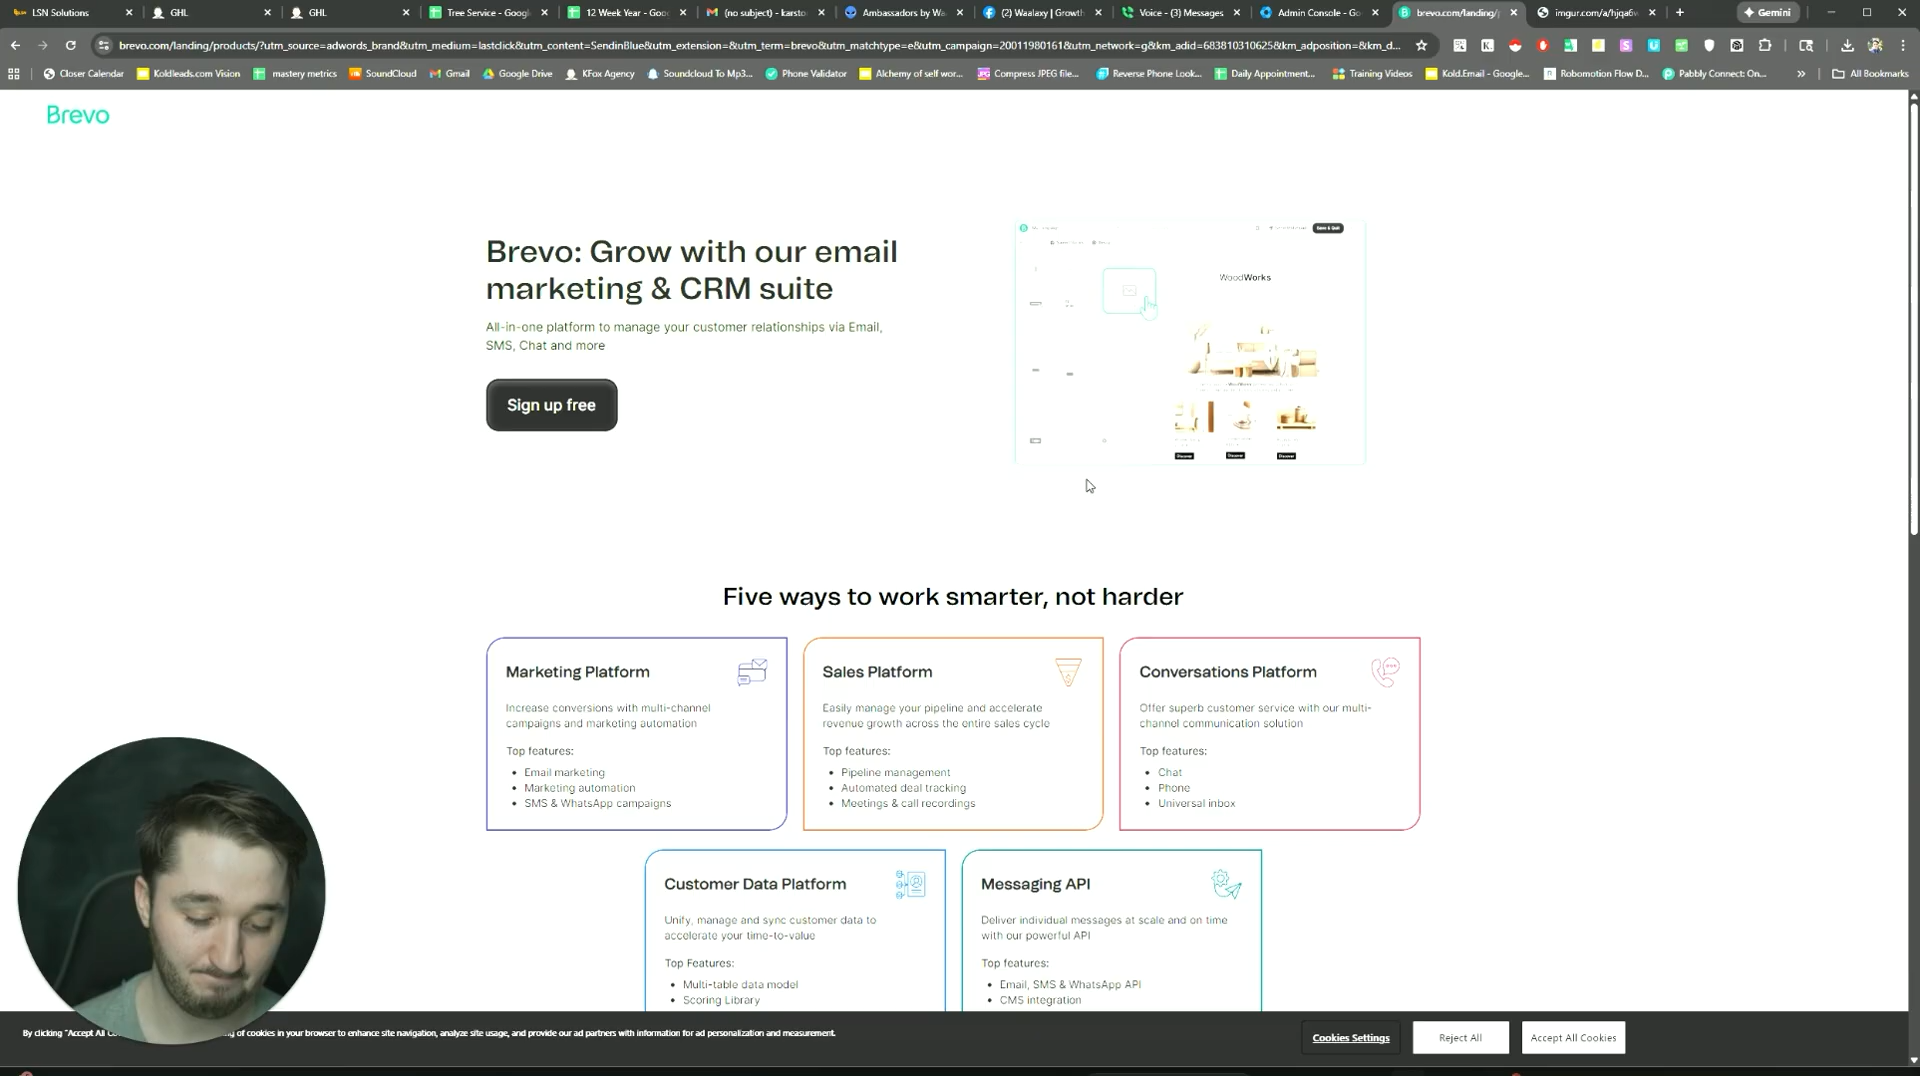 LSN Solutions
GHL
GHL
Tree Service - Googl
12 Week Year - Goo
(no subject) - karsto
Ambassadors by Wa
(2) Waalaxy | Growth
Voice - (3) Messages
Admin Console - Go
brevo.com/landing/p
imgur.com/a/hjqa6w
Gemini
brevo.com/landing/products/?utm_source=adwords_brand&utm_medium=lastclick&utm_content=SendinBlue&utm_extension=&utm_term=brevo&utm_matchtype=e&utm_campaign=20011980161&utm_network=g&km_adid=683810310625&km_adposition=&km_d...
Closer Calendar
Koldleads.com Vision
mastery metrics
SoundCloud
Gmail
Google Drive
KFox Agency
Soundcloud To Mp3...
Phone Validator
Alchemy of self wor...
Compress JPEG file...
Reverse Phone Look...
Daily Appointment...
Training Videos
Kold.Email - Google...
Robomotion Flow D...
Pabbly Connect: On...
All Bookmarks
Brevo
Brevo: Grow with our email
marketing & CRM suite
All-in-one platform to manage your customer relationships via Email,
SMS, Chat and more
Sign up free
Save & Quit
WoodWorks
Discover
Discover
Discover
Five ways to work smarter, not harder
Marketing Platform
Increase conversions with multi-channel
campaigns and marketing automation
Top features:
• Email marketing
• Marketing automation
• SMS & WhatsApp campaigns
Sales Platform
Easily manage your pipeline and accelerate
revenue growth across the entire sales cycle
Top features:
• Pipeline management
• Automated deal tracking
• Meetings & call recordings
Conversations Platform
Offer superb customer service with our multi-
channel communication solution
Top features:
• Chat
• Phone
• Universal inbox
Customer Data Platform
Unify, manage and sync customer data to
accelerate your time-to-value
Top Features:
• Multi-table data model
• Scoring Library
Messaging API
Deliver individual messages at scale and on time
with our powerful API
Top features:
• Email, SMS & WhatsApp API
• CMS integration
By clicking "Accept All Co of cookies in your browser to enhance site navigation, analyze site usage, and provide our ad partners with information for ad personalization and measurement.
Cookies Settings
Reject All
Accept All Cookies